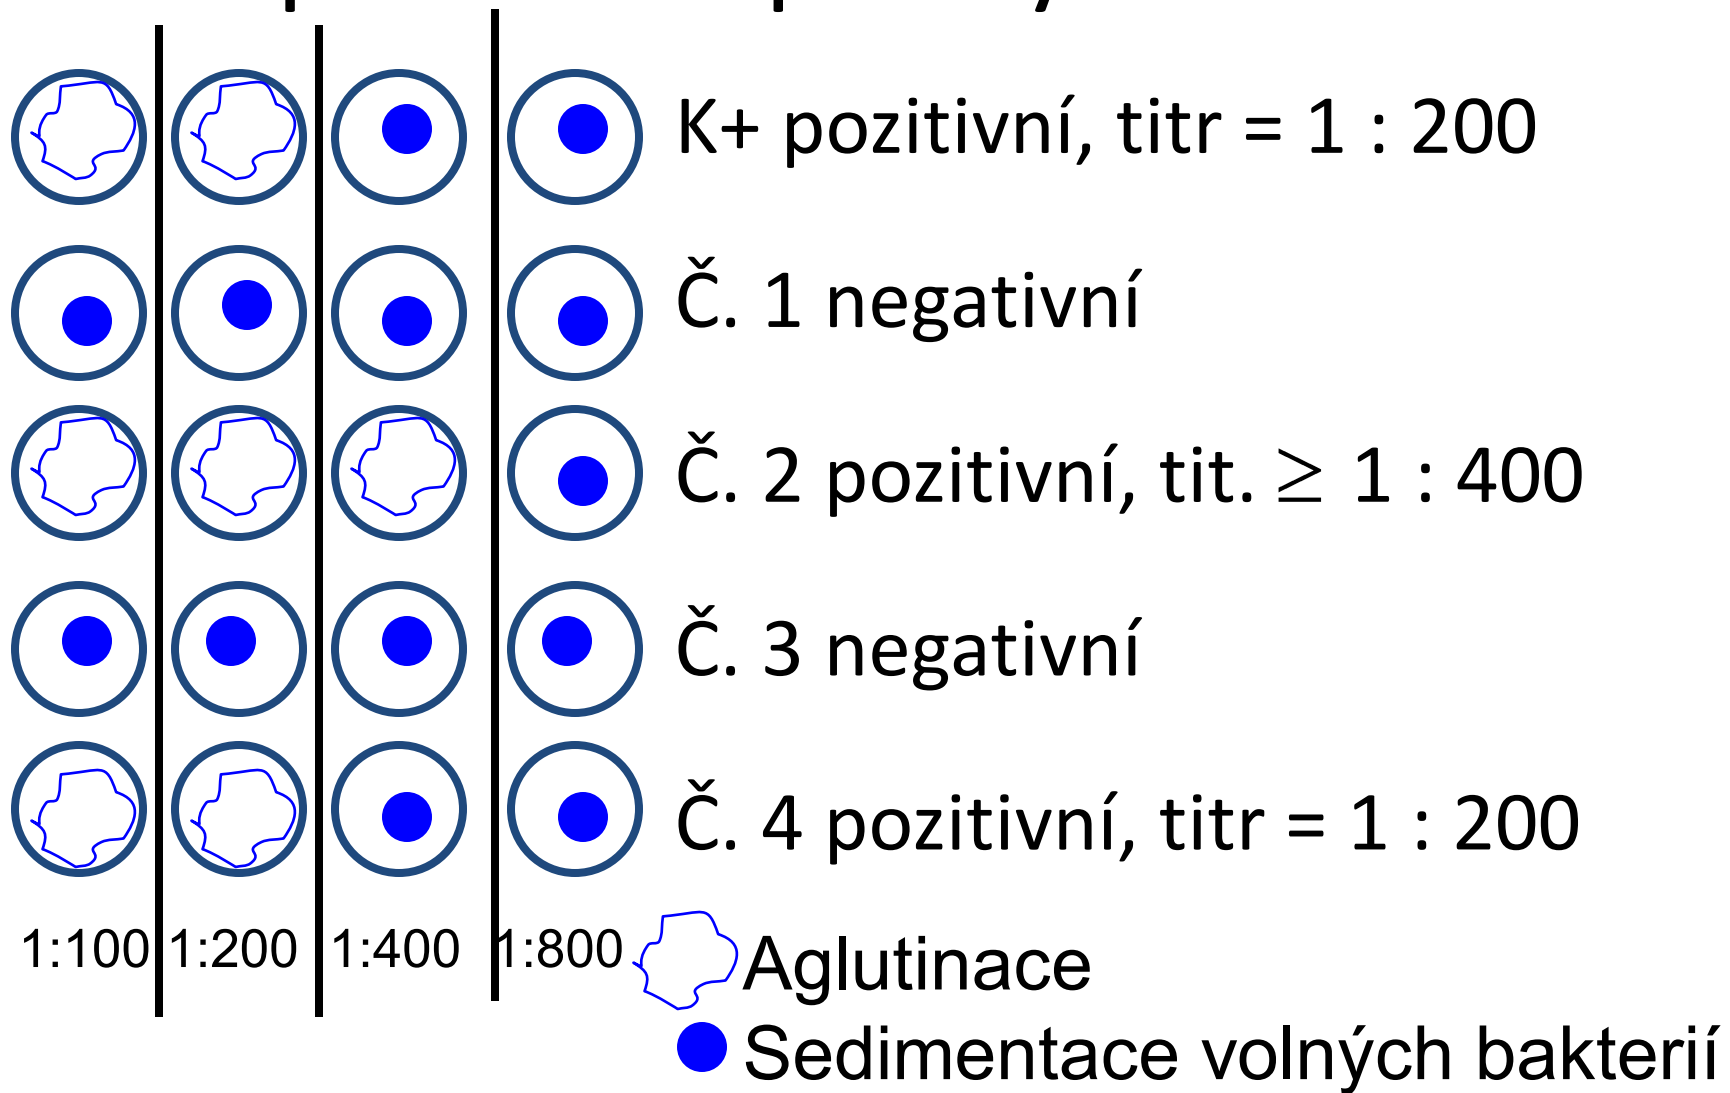 K+ pozitivní, titr = 1 : 200
Č. 1 negativní
Č. 2 pozitivní, tit. ≥ 1 : 400
Č. 3 negativní
Č. 4 pozitivní, titr = 1 : 200
1:100 1:200 1:400 1:800
Aglutinace
Sedimentace volných bakterií